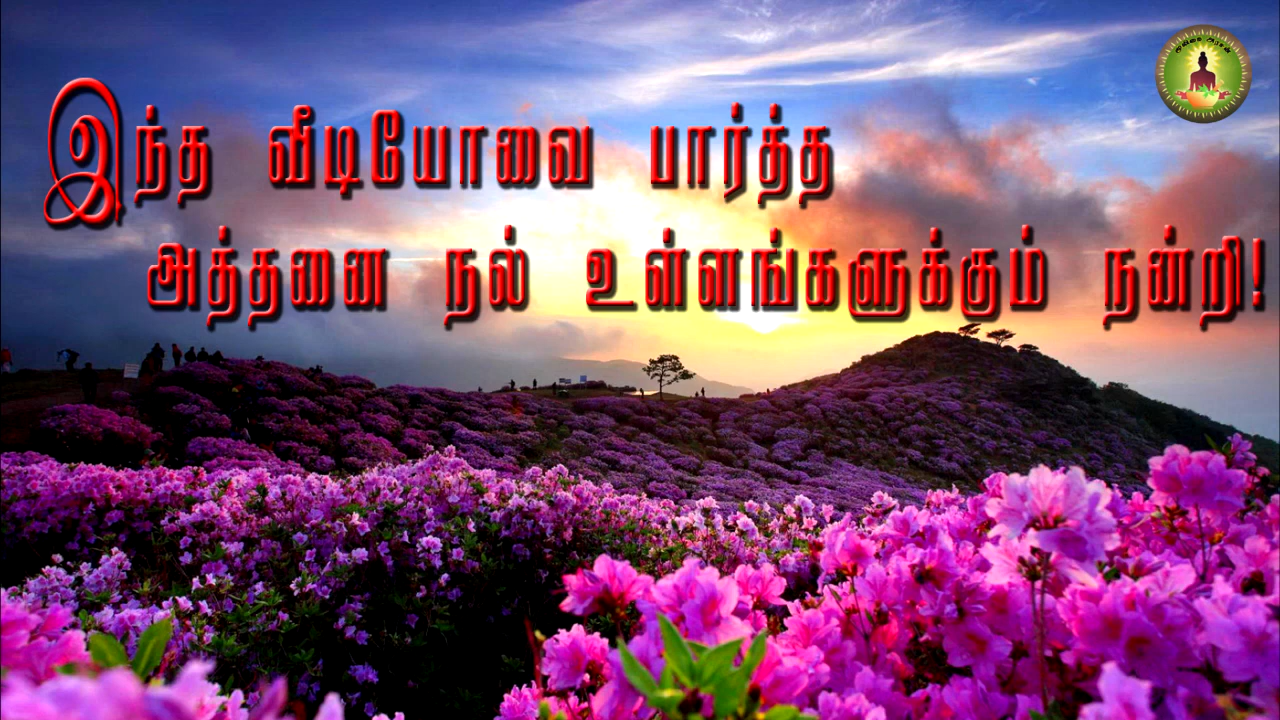 இந்த வீடியோவை பார்த்த
அத்தனை நல் உள்ளங்களுக்கும் நன்றி!